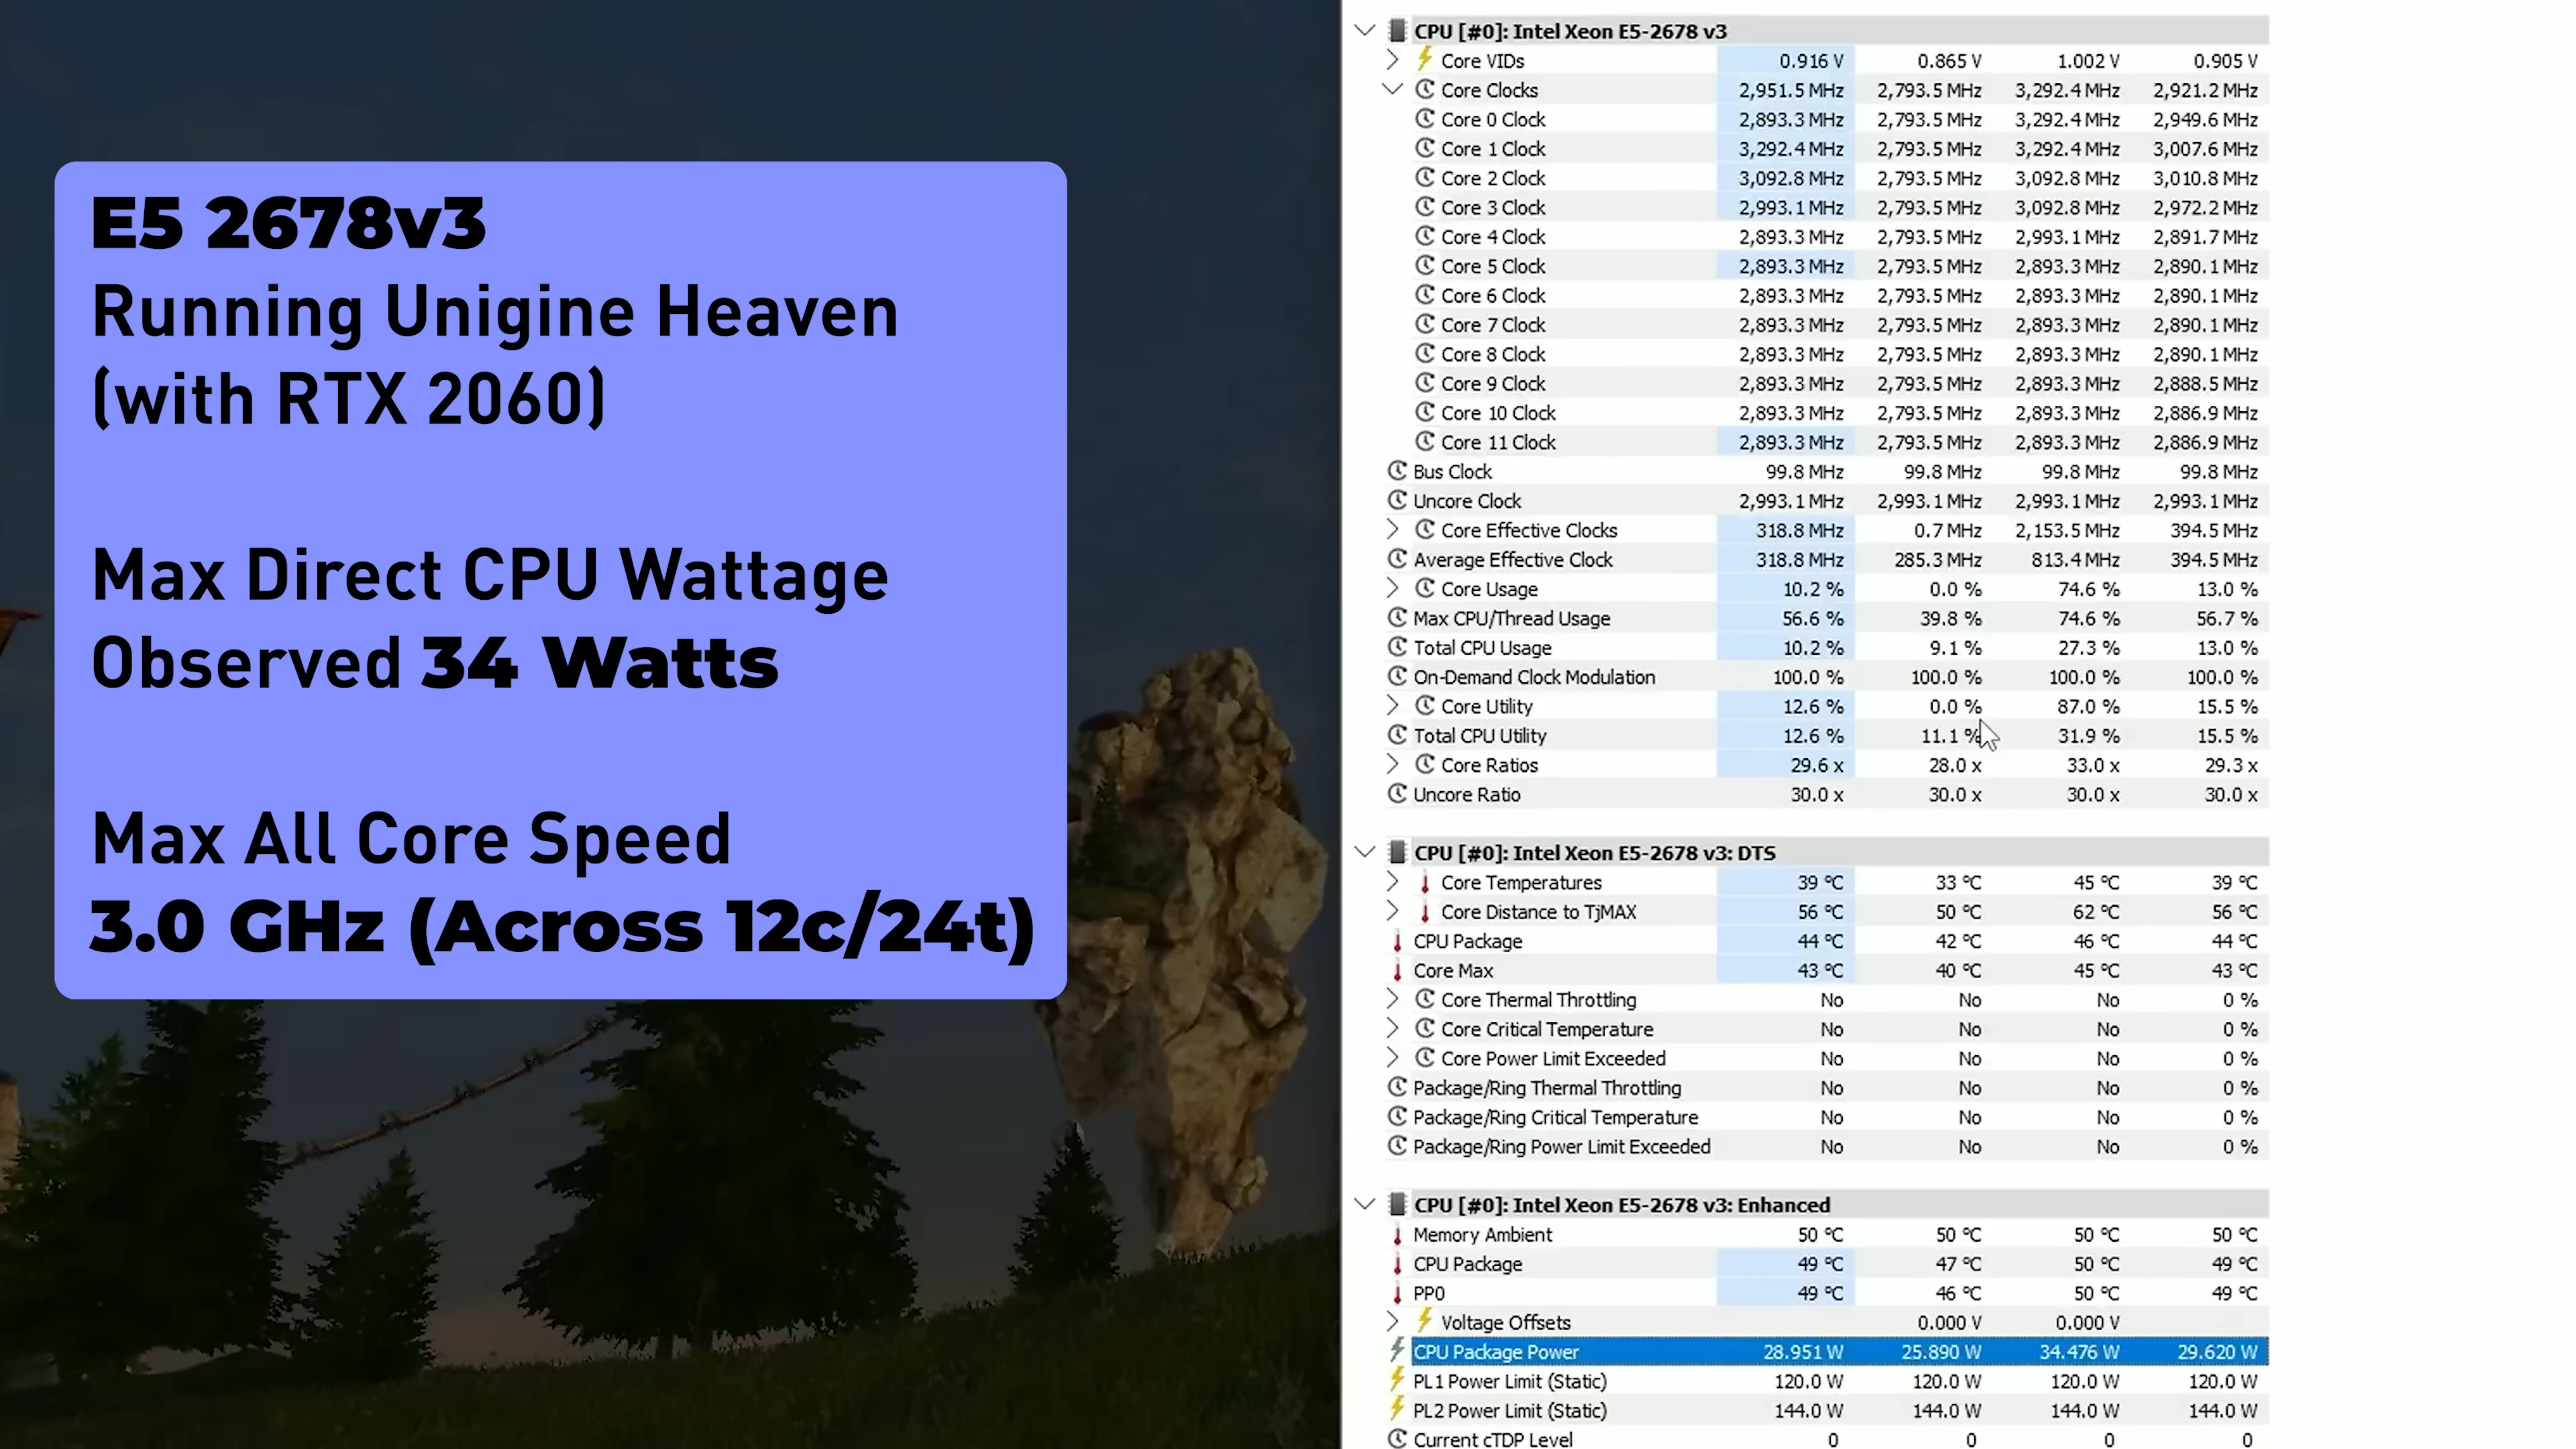 E5 2678v3
Running Unigine Heaven
(with RTX 2060)
Max Direct CPU Wattage
Observed 34 Watts
Max All Core Speed
3.0 GHz (Across 12c/24t)
CPU [#0]: Intel Xeon E5-2678 v3
Core VIDs 0.916 V 0.865 V 1.002 V 0.905 V
Core Clocks 2,951.5 MHz 2,793.5 MHz 3,292.4 MHz 2,921.2 MHz
Core 0 Clock 2,893.3 MHz 2,793.5 MHz 3,292.4 MHz 2,949.6 MHz
Core 1 Clock 3,292.4 MHz 2,793.5 MHz 3,292.4 MHz 3,007.6 MHz
Core 2 Clock 3,092.8 MHz 2,793.5 MHz 3,092.8 MHz 3,010.8 MHz
Core 3 Clock 2,993.1 MHz 2,793.5 MHz 3,092.8 MHz 2,972.2 MHz
Core 4 Clock 2,893.3 MHz 2,793.5 MHz 2,993.1 MHz 2,891.7 MHz
Core 5 Clock 2,893.3 MHz 2,793.5 MHz 2,893.3 MHz 2,890.1 MHz
Core 6 Clock 2,893.3 MHz 2,793.5 MHz 2,893.3 MHz 2,890.1 MHz
Core 7 Clock 2,893.3 MHz 2,793.5 MHz 2,893.3 MHz 2,890.1 MHz
Core 8 Clock 2,893.3 MHz 2,793.5 MHz 2,893.3 MHz 2,890.1 MHz
Core 9 Clock 2,893.3 MHz 2,793.5 MHz 2,893.3 MHz 2,888.5 MHz
Core 10 Clock 2,893.3 MHz 2,793.5 MHz 2,893.3 MHz 2,886.9 MHz
Core 11 Clock 2,893.3 MHz 2,793.5 MHz 2,893.3 MHz 2,886.9 MHz
Bus Clock 99.8 MHz 99.8 MHz 99.8 MHz 99.8 MHz
Uncore Clock 2,993.1 MHz 2,993.1 MHz 2,993.1 MHz 2,993.1 MHz
Core Effective Clocks 318.8 MHz 0.7 MHz 2,153.5 MHz 394.5 MHz
Average Effective Clock 318.8 MHz 285.3 MHz 813.4 MHz 394.5 MHz
Core Usage 10.2 % 0.0 % 74.6 % 13.0 %
Max CPU/Thread Usage 56.6 % 39.8 % 74.6 % 56.7 %
Total CPU Usage 10.2 % 9.1 % 27.3 % 13.0 %
On-Demand Clock Modulation 100.0 % 100.0 % 100.0 % 100.0 %
Core Utility 12.6 % 0.0 % 87.0 % 15.5 %
Total CPU Utility 12.6 % 11.1 % 31.9 % 15.5 %
Core Ratios 29.6 x 28.0 x 33.0 x 29.3 x
Uncore Ratio 30.0 x 30.0 x 30.0 x 30.0 x
CPU [#0]: Intel Xeon E5-2678 v3: DTS
Core Temperatures 39 °C 33 °C 45 °C 39 °C
Core Distance to TjMAX 56 °C 50 °C 62 °C 56 °C
CPU Package 44 °C 42 °C 46 °C 44 °C
Core Max 43 °C 40 °C 45 °C 43 °C
Core Thermal Throttling No No No 0 %
Core Critical Temperature No No No 0 %
Core Power Limit Exceeded No No No 0 %
Package/Ring Thermal Throttling No No No 0 %
Package/Ring Critical Temperature No No No 0 %
Package/Ring Power Limit Exceeded No No No 0 %
CPU [#0]: Intel Xeon E5-2678 v3: Enhanced
Memory Ambient 50 °C 50 °C 50 °C 50 °C
CPU Package 49 °C 47 °C 50 °C 49 °C
PP0 49 °C 46 °C 50 °C 49 °C
Voltage Offsets 0.000 V 0.000 V
CPU Package Power 28.951 W 25.890 W 34.476 W 29.620 W
PL1 Power Limit (Static) 120.0 W 120.0 W 120.0 W 120.0 W
PL2 Power Limit (Static) 144.0 W 144.0 W 144.0 W 144.0 W
Current cTDP Level 0 0 0 0